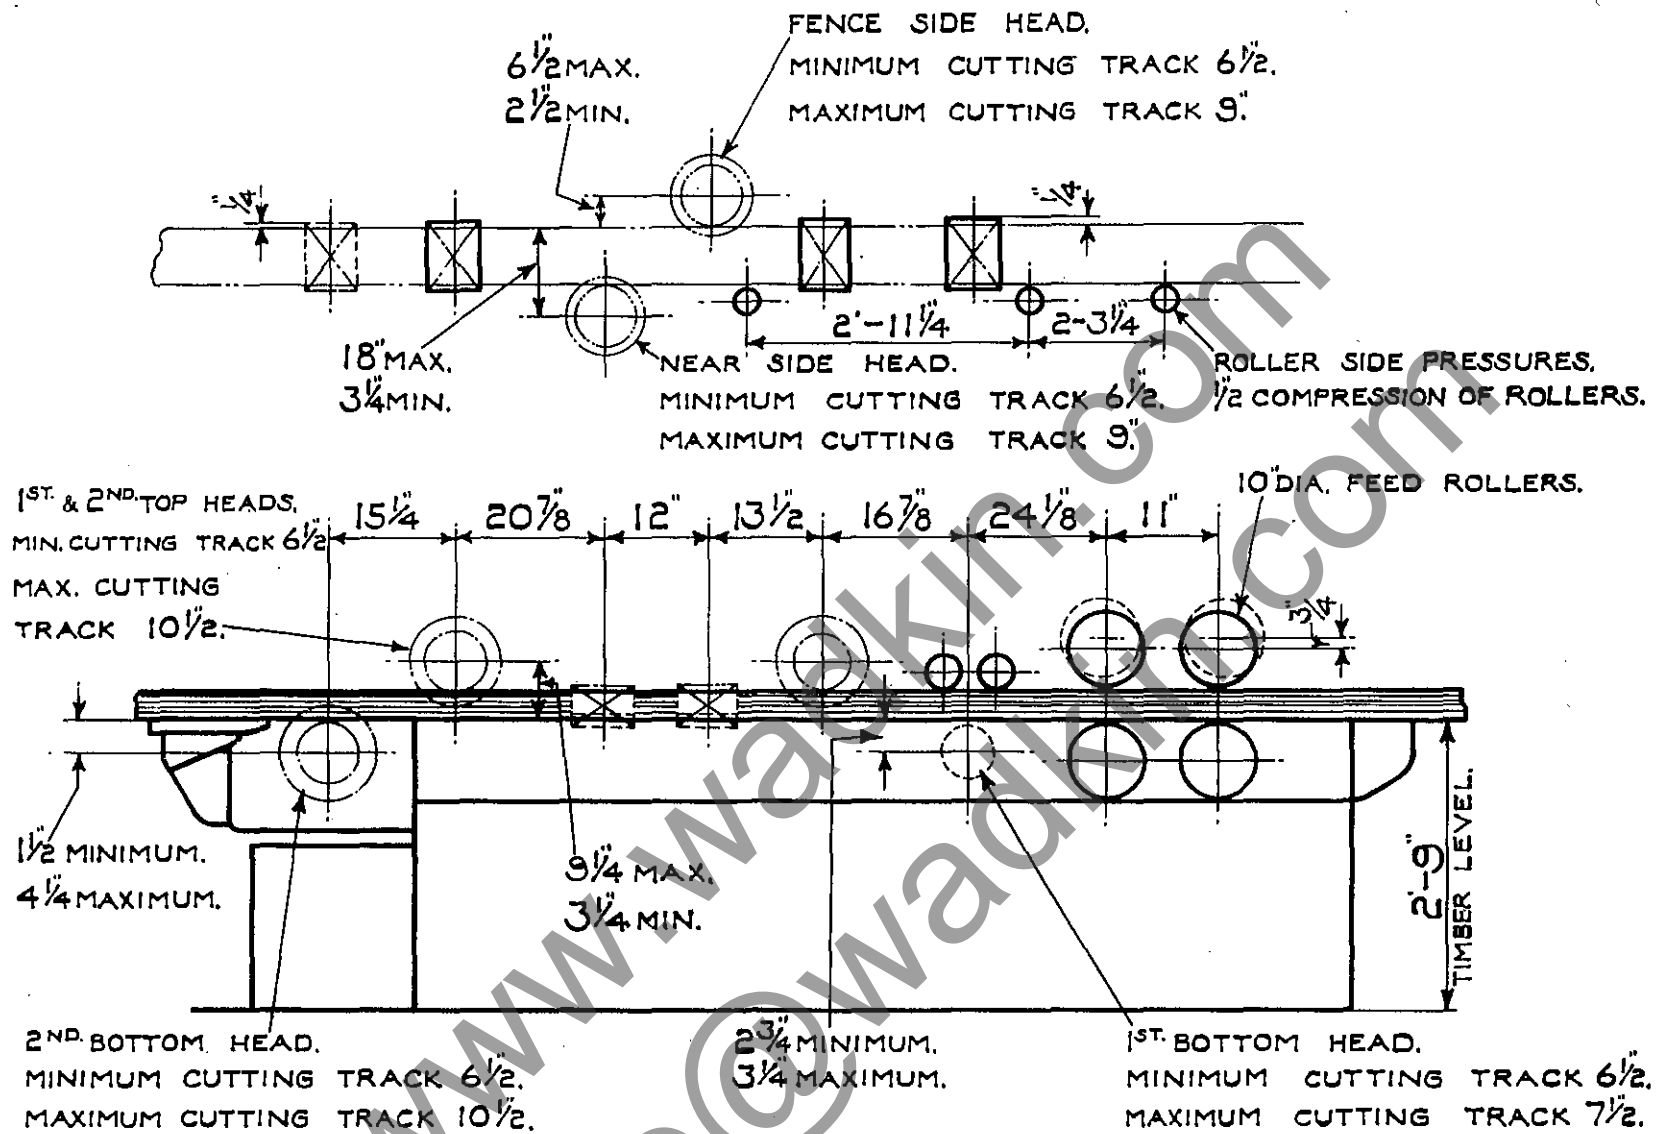 FENCE SIDE HEAD.
MINIMUM CUTTING TRACK 6½".
MAXIMUM CUTTING TRACK 9".
6½" MAX.
2½" MIN.
¼"
¼"
18" MAX.
3¼" MIN.
2'-11¼"
2-3¼"
NEAR SIDE HEAD.
MINIMUM CUTTING TRACK 6½".
MAXIMUM CUTTING TRACK 9".
ROLLER SIDE PRESSURES.
½" COMPRESSION OF ROLLERS.
1ST. & 2ND. TOP HEADS.
MIN. CUTTING TRACK 6½"
MAX. CUTTING
TRACK 10½".
15¼"
20⅞"
12"
13½"
16⅞"
24⅛"
11"
10" DIA. FEED ROLLERS.
¾"
1½" MINIMUM.
4¼" MAXIMUM.
9¼" MAX.
3¼" MIN.
2'-9"
TIMBER LEVEL.
2ND. BOTTOM HEAD.
MINIMUM CUTTING TRACK 6½".
MAXIMUM CUTTING TRACK 10½".
2¾" MINIMUM.
3¼" MAXIMUM.
1ST. BOTTOM HEAD.
MINIMUM CUTTING TRACK 6½".
MAXIMUM CUTTING TRACK 7½".
www.wadkin.com
@wadkin.com